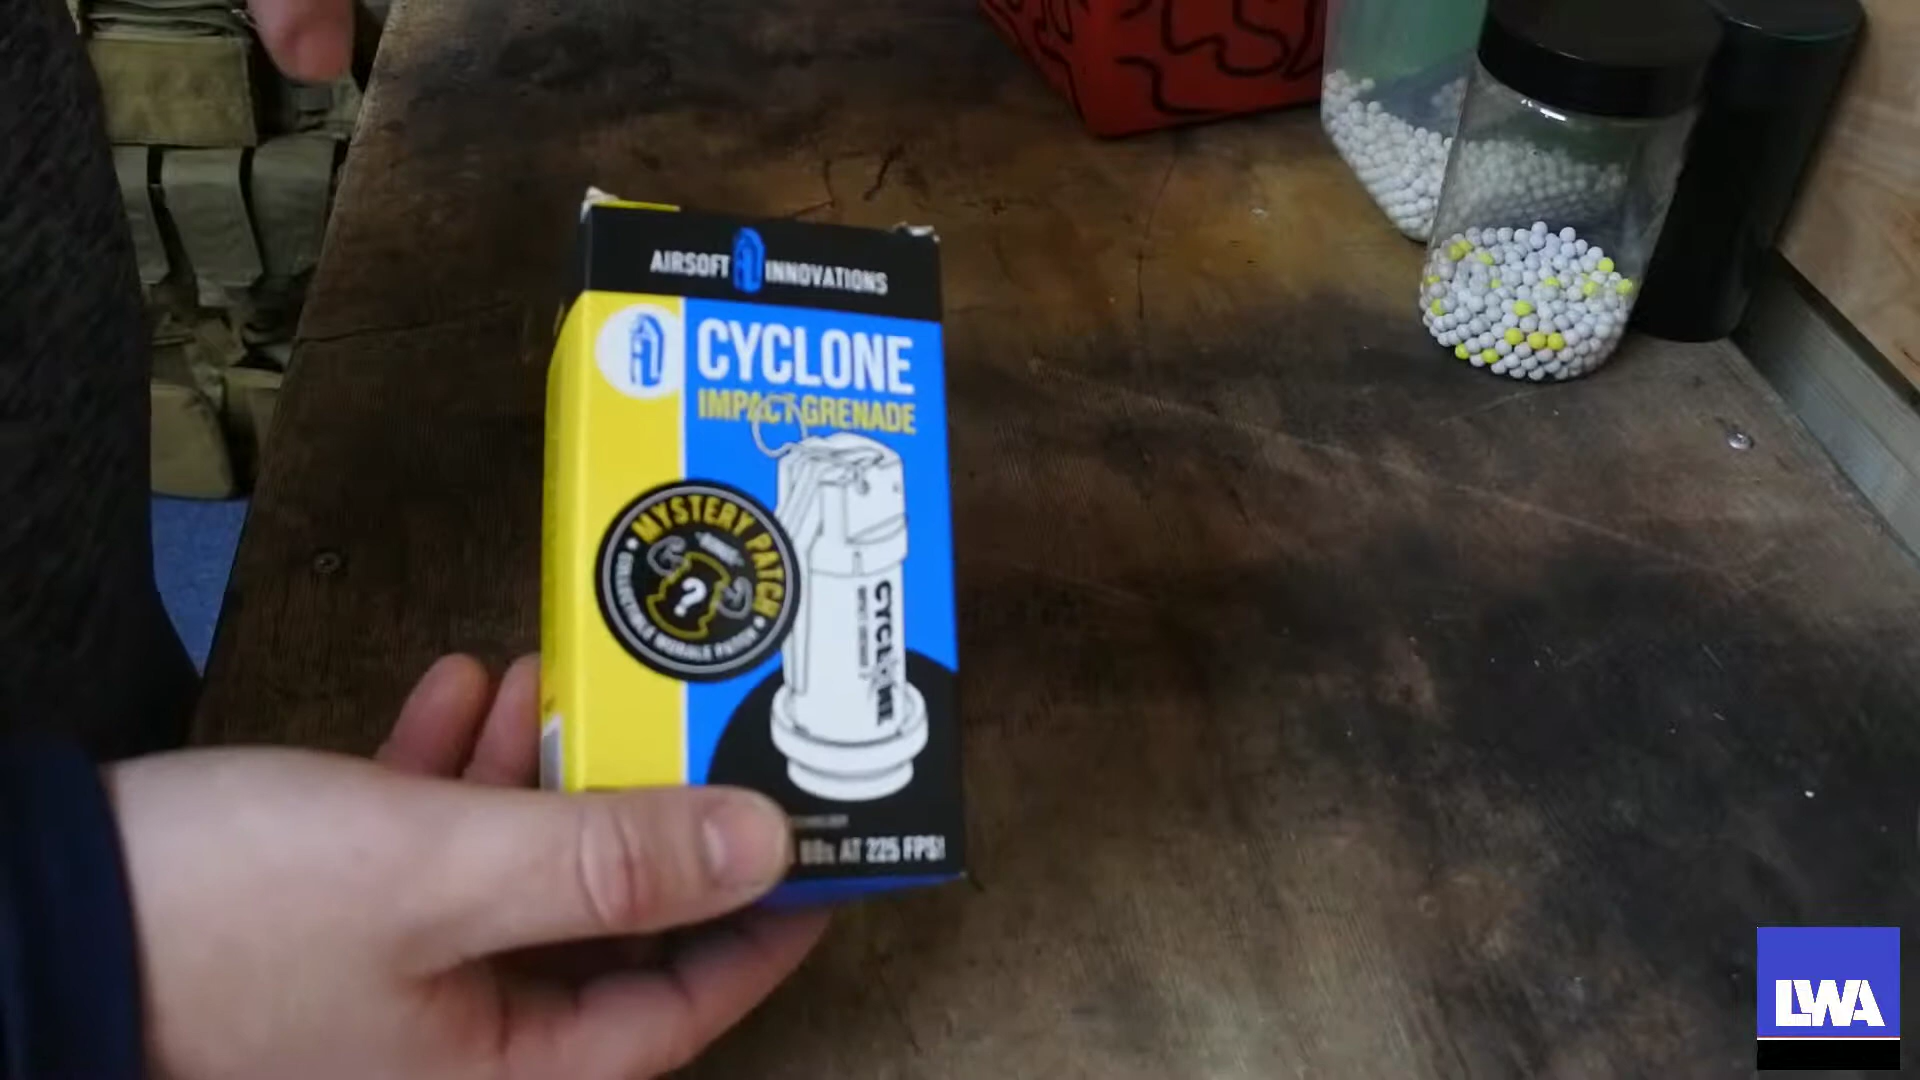 AIRSOFT INNOVATIONS
CYCLONE
IMPACT GRENADE
MYSTERY PATCH
?
COLLECTIBLE MORALE PATCH
CYCLONE
BBs AT 225 FPS!
LWA